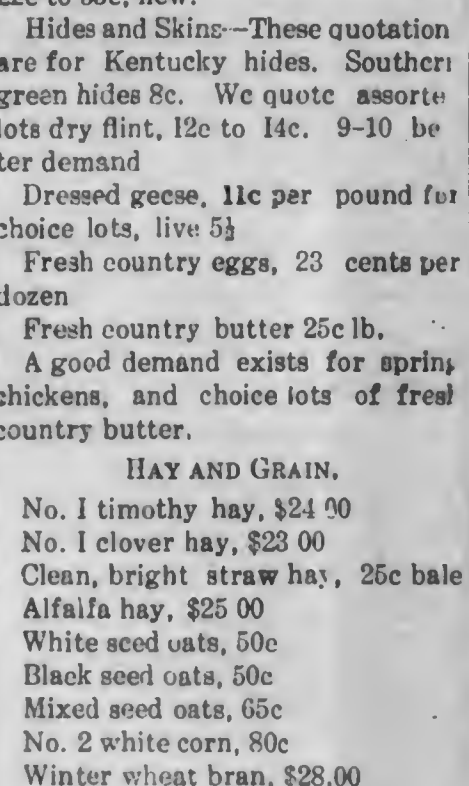 Hides and Skins--These quotation
are for Kentucky hides. Southern
green hides 8c. We quote assorte
lots dry flint, 12c to 14c. 9-10 be
ter demand
Dressed geese, 11c per pound for
choice lots, live 5½
Fresh country eggs, 23 cents per
dozen
Fresh country butter 25c lb.
A good demand exists for spring
chickens, and choice lots of fresh
country butter.
HAY AND GRAIN.
No. I timothy hay, $24 00
No. I clover hay, $23 00
Clean, bright straw hay, 25c bale
Alfalfa hay, $25 00
White seed oats, 50c
Black seed oats, 50c
Mixed seed oats, 65c
No. 2 white corn, 80c
Winter wheat bran, $28.00